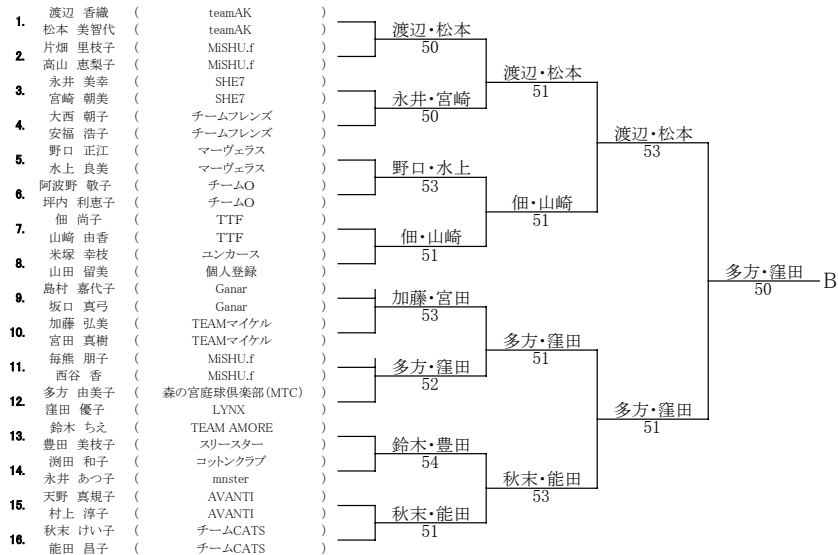 1. 渡辺 香織 ( teamAK )
松本 美智代 ( teamAK )
2. 片畑 里枝子 ( MiSHU.f )
高山 恵梨子 ( MiSHU.f )
3. 永井 美幸 ( SHE7 )
宮崎 朝美 ( SHE7 )
4. 大西 朝子 ( チームフレンズ )
安福 浩子 ( チームフレンズ )
5. 野口 正江 ( マーヴェラス )
水上 良美 ( マーヴェラス )
6. 阿波野 敬子 ( チームO )
坪内 利恵子 ( チームO )
7. 佃 尚子 ( TTF )
山﨑 由香 ( TTF )
8. 米塚 幸枝 ( ユンカース )
山田 留美 ( 個人登録 )
9. 島村 嘉代子 ( Ganar )
坂口 真弓 ( Ganar )
10. 加藤 弘美 ( TEAMマイケル )
宮田 真樹 ( TEAMマイケル )
11. 毎熊 朋子 ( MiSHU.f )
西谷 香 ( MiSHU.f )
12. 多方 由美子 ( 森の宮庭球倶楽部(MTC) )
窪田 優子 ( LYNX )
13. 鈴木 ちえ ( TEAM AMORE )
豊田 美枝子 ( スリースター )
14. 渕田 和子 ( コットンクラブ )
永井 あつ子 ( mnster )
15. 天野 真規子 ( AVANTI )
村上 淳子 ( AVANTI )
16. 秋末 けい子 ( チームCATS )
能田 昌子 ( チームCATS )
渡辺・松本
50
永井・宮崎
50
野口・水上
53
佃・山崎
51
加藤・宮田
53
多方・窪田
52
鈴木・豊田
54
秋末・能田
51
渡辺・松本
51
佃・山崎
51
多方・窪田
51
秋末・能田
53
渡辺・松本
53
多方・窪田
51
多方・窪田
50
B